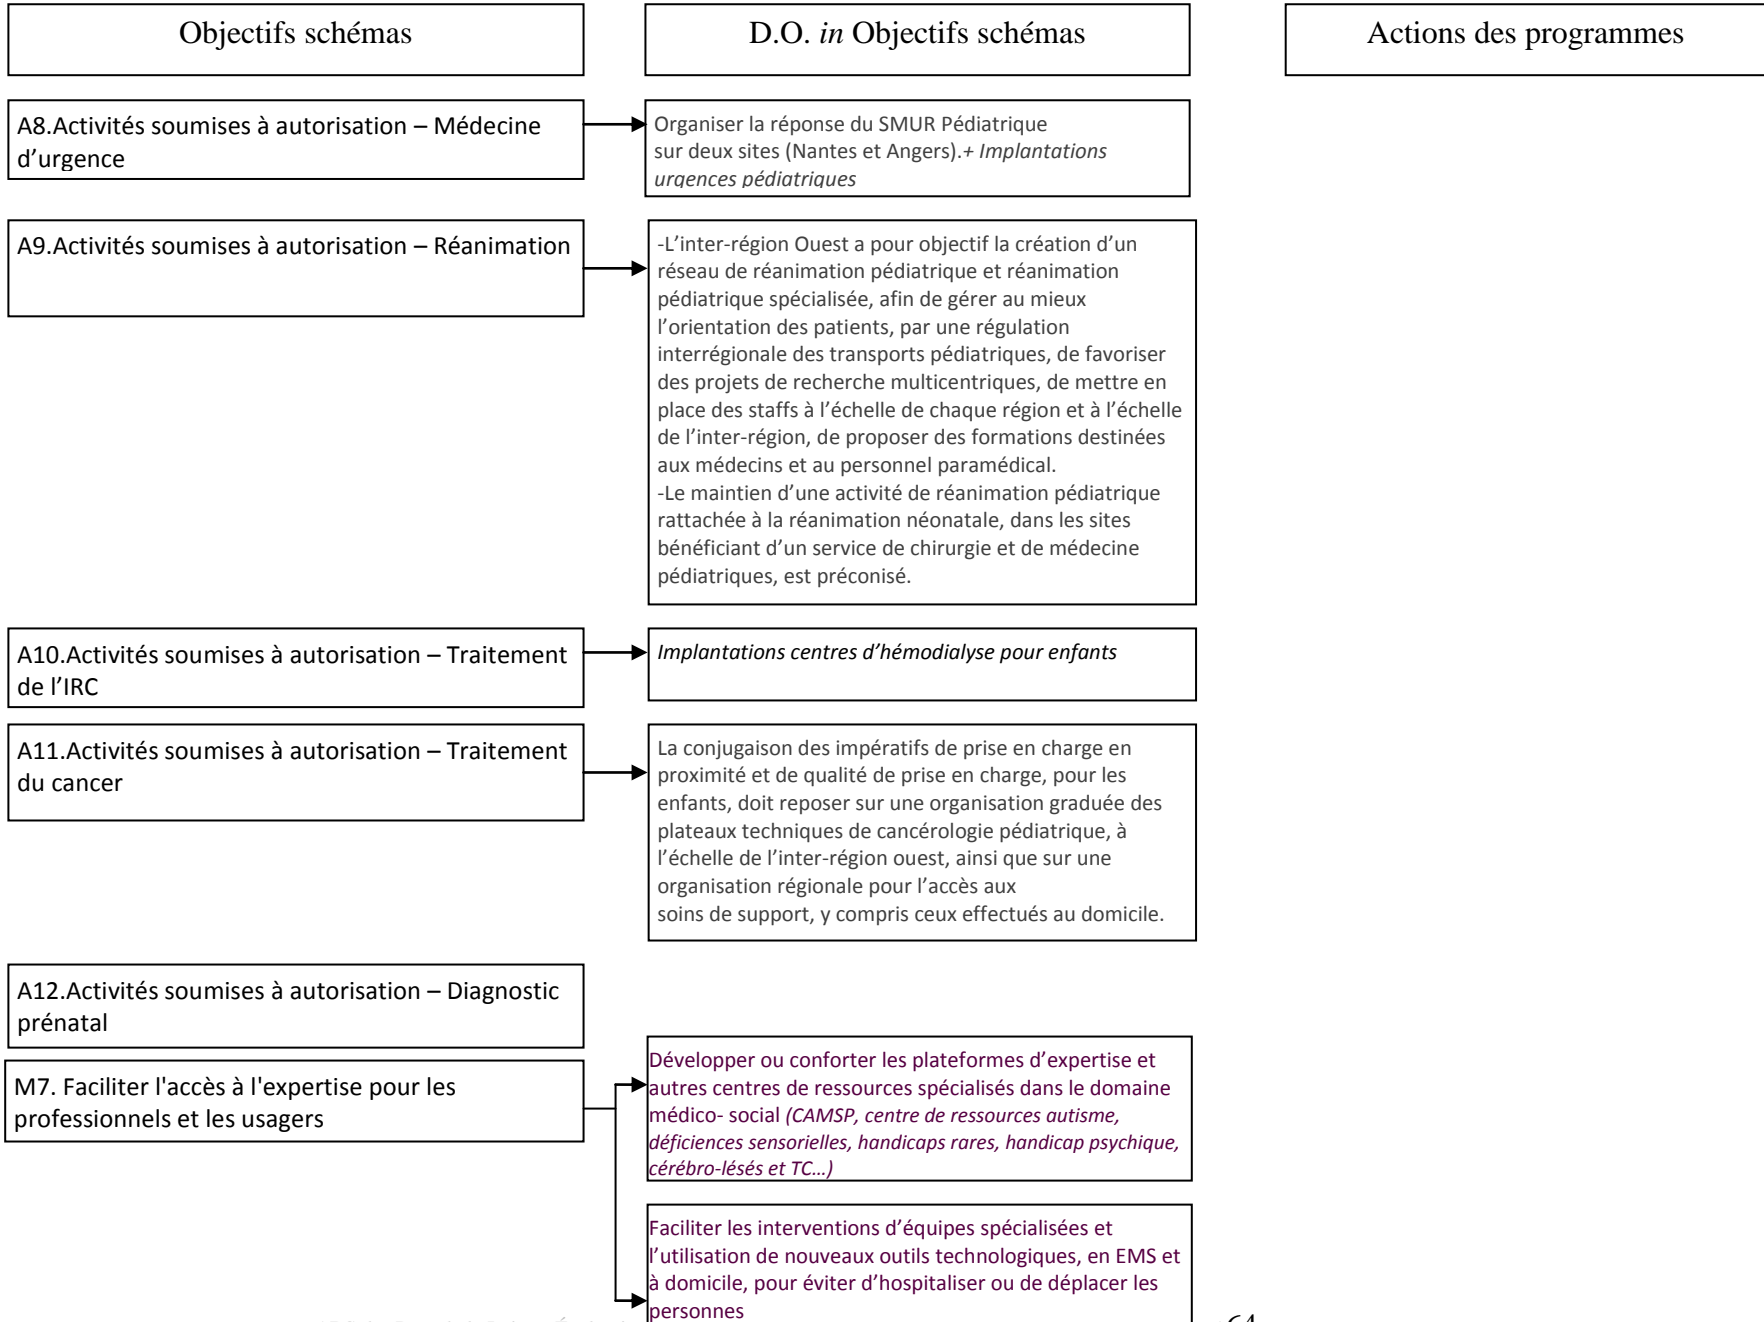 Objectifs schémas
D.O. in Objectifs schémas
Actions des programmes
A8.Activités soumises à autorisation – Médecine
d’urgence
Organiser la réponse du SMUR Pédiatrique
sur deux sites (Nantes et Angers).+ Implantations
urgences pédiatriques
A9.Activités soumises à autorisation – Réanimation
-L’inter-région Ouest a pour objectif la création d’un
réseau de réanimation pédiatrique et réanimation
pédiatrique spécialisée, afin de gérer au mieux
l’orientation des patients, par une régulation
interrégionale des transports pédiatriques, de favoriser
des projets de recherche multicentriques, de mettre en
place des staffs à l’échelle de chaque région et à l’échelle
de l’inter-région, de proposer des formations destinées
aux médecins et au personnel paramédical.
-Le maintien d’une activité de réanimation pédiatrique
rattachée à la réanimation néonatale, dans les sites
bénéficiant d’un service de chirurgie et de médecine
pédiatriques, est préconisé.
A10.Activités soumises à autorisation – Traitement
de l’IRC
Implantations centres d’hémodialyse pour enfants
A11.Activités soumises à autorisation – Traitement
du cancer
La conjugaison des impératifs de prise en charge en
proximité et de qualité de prise en charge, pour les
enfants, doit reposer sur une organisation graduée des
plateaux techniques de cancérologie pédiatrique, à
l’échelle de l’inter-région ouest, ainsi que sur une
organisation régionale pour l’accès aux
soins de support, y compris ceux effectués au domicile.
A12.Activités soumises à autorisation – Diagnostic
prénatal
M7. Faciliter l'accès à l'expertise pour les
professionnels et les usagers
Développer ou conforter les plateformes d’expertise et
autres centres de ressources spécialisés dans le domaine
médico- social (CAMSP, centre de ressources autisme,
déficiences sensorielles, handicaps rares, handicap psychique,
cérébro-lésés et TC…)
Faciliter les interventions d’équipes spécialisées et
l’utilisation de nouveaux outils technologiques, en EMS et
à domicile, pour éviter d’hospitaliser ou de déplacer les
personnes
64